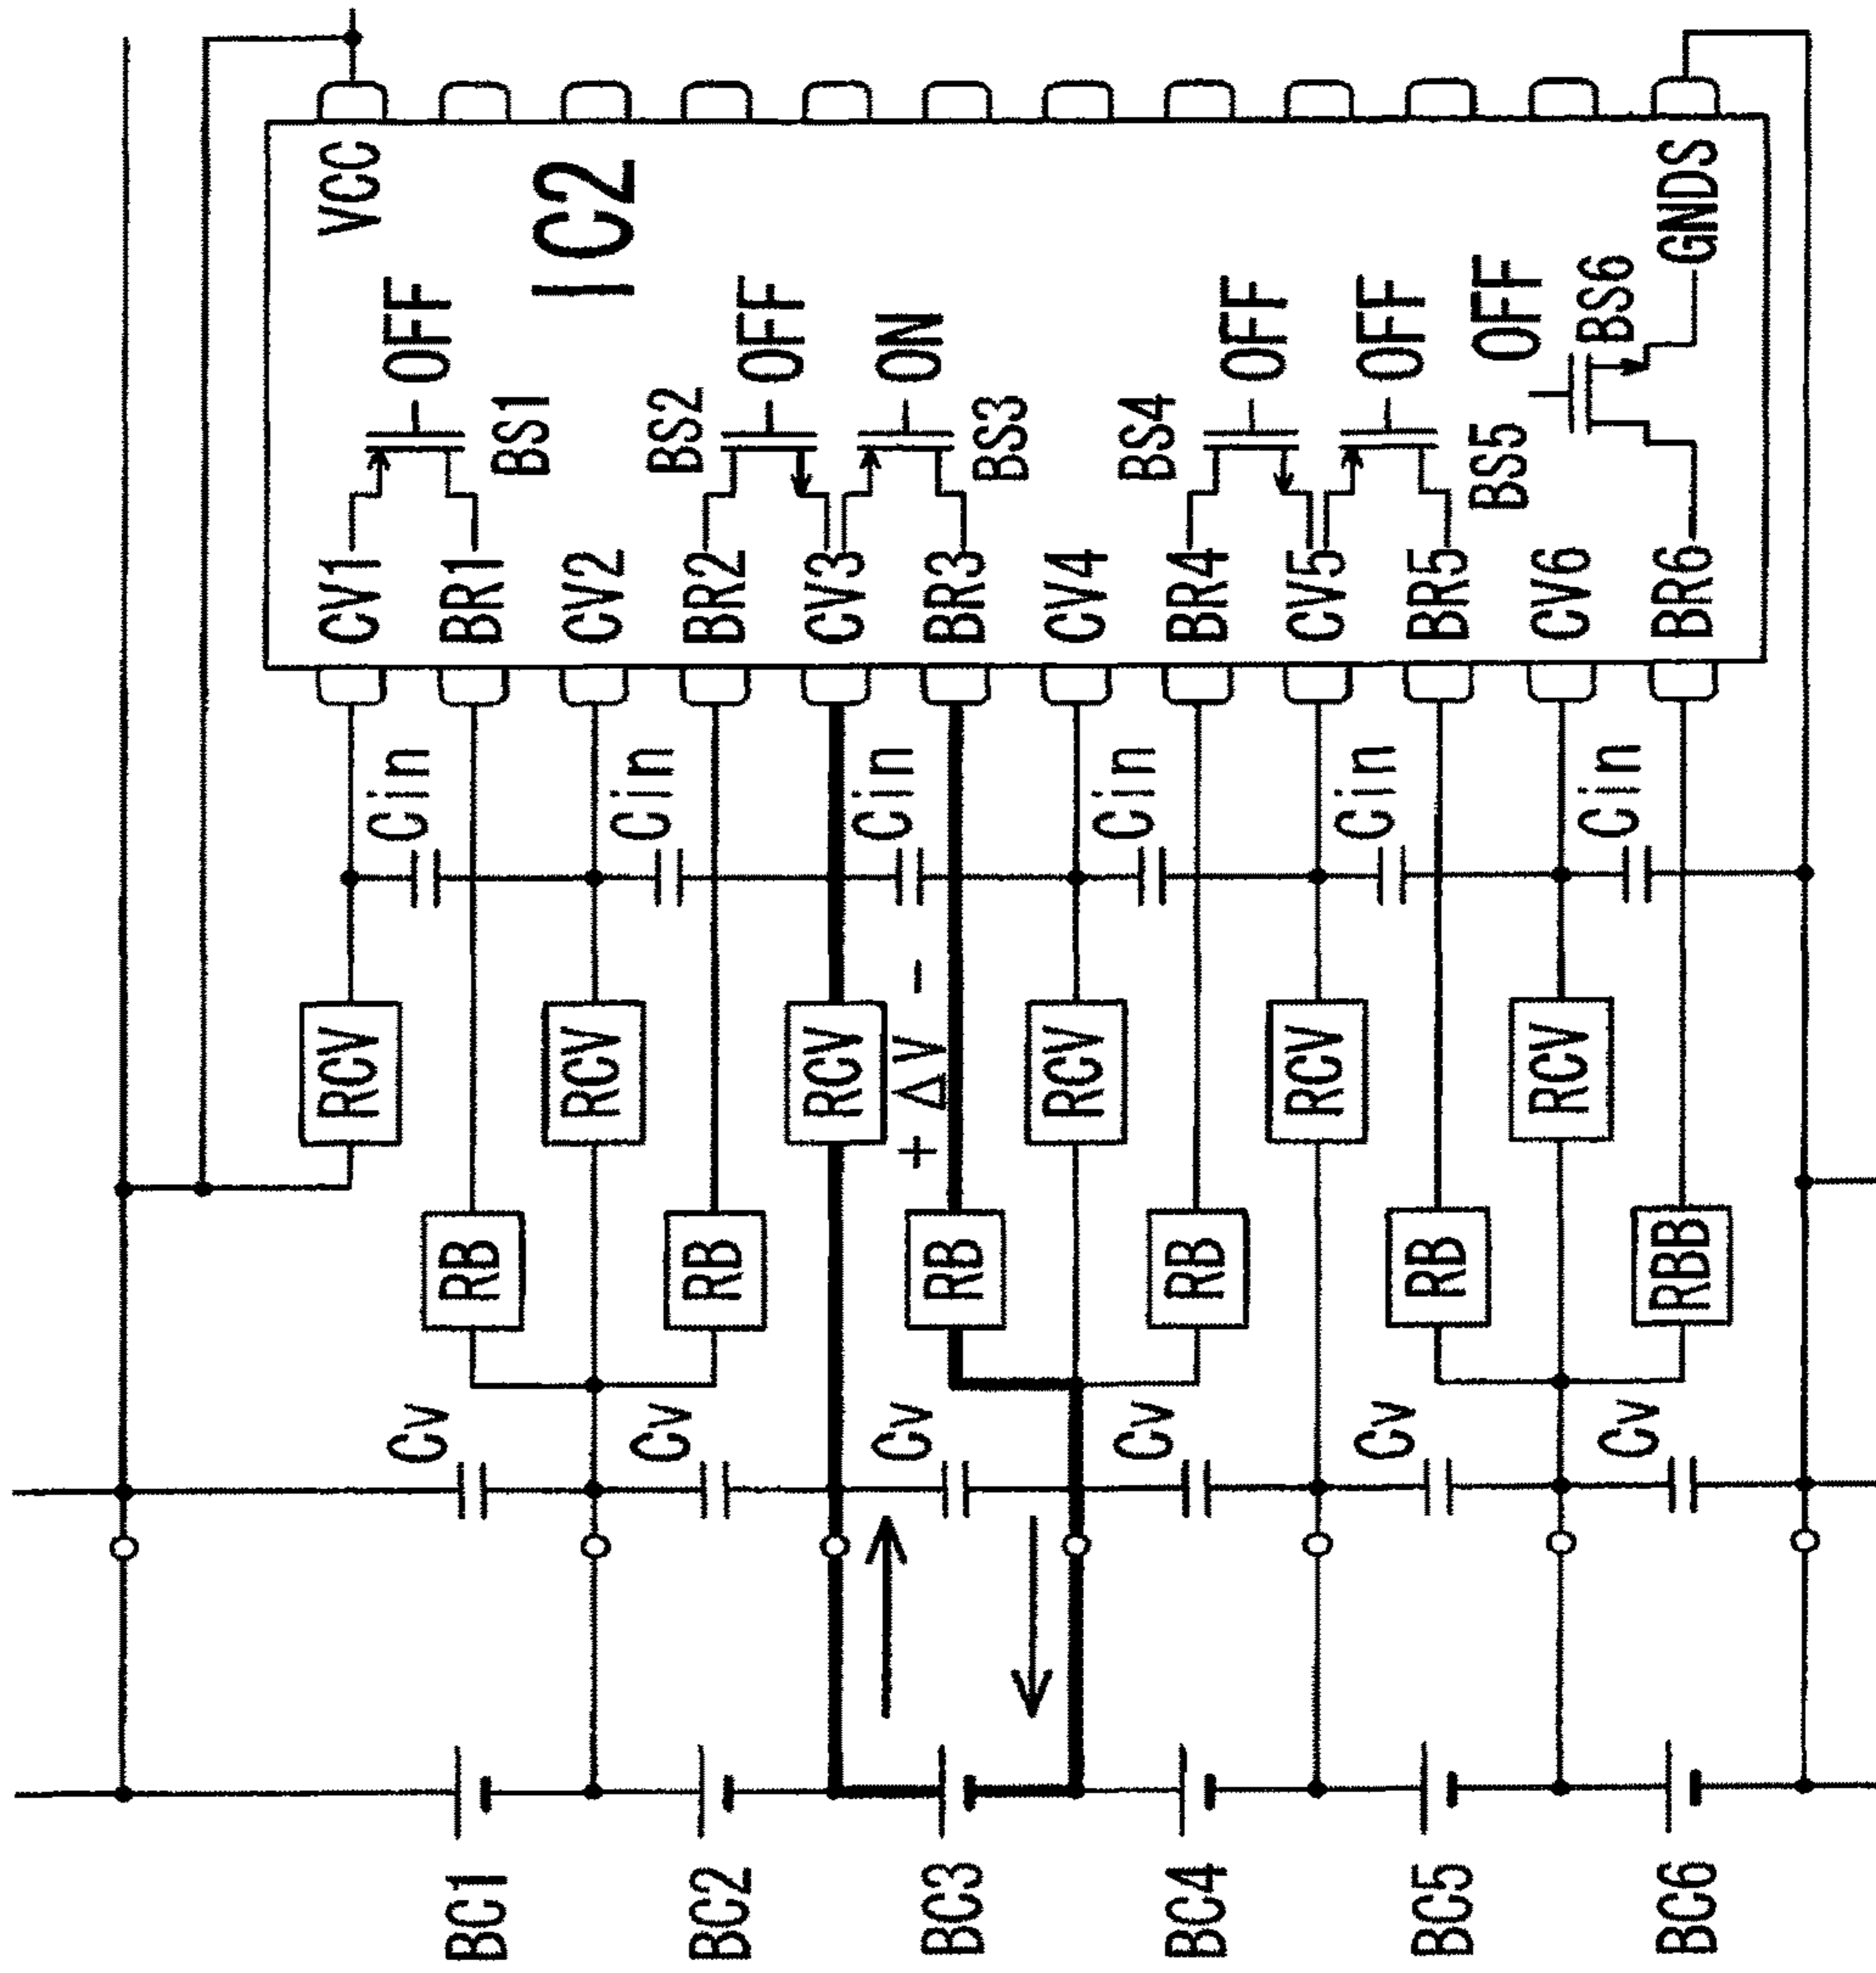 VCC
IC2
GNDS
OFF
OFF
ON
OFF
OFF
OFF
BS1
BS2
BS3
BS4
BS5
BS6
CV1
BR1
CV2
BR2
CV3
BR3
CV4
BR4
CV5
BR5
CV6
BR6
Cin
Cin
Cin
Cin
Cin
Cin
RCV
RCV
RCV
+ ΔV -
RCV
RCV
RCV
RB
RB
RB
RB
RB
RBB
Cv
Cv
Cv
Cv
Cv
Cv
BC1
BC2
BC3
BC4
BC5
BC6